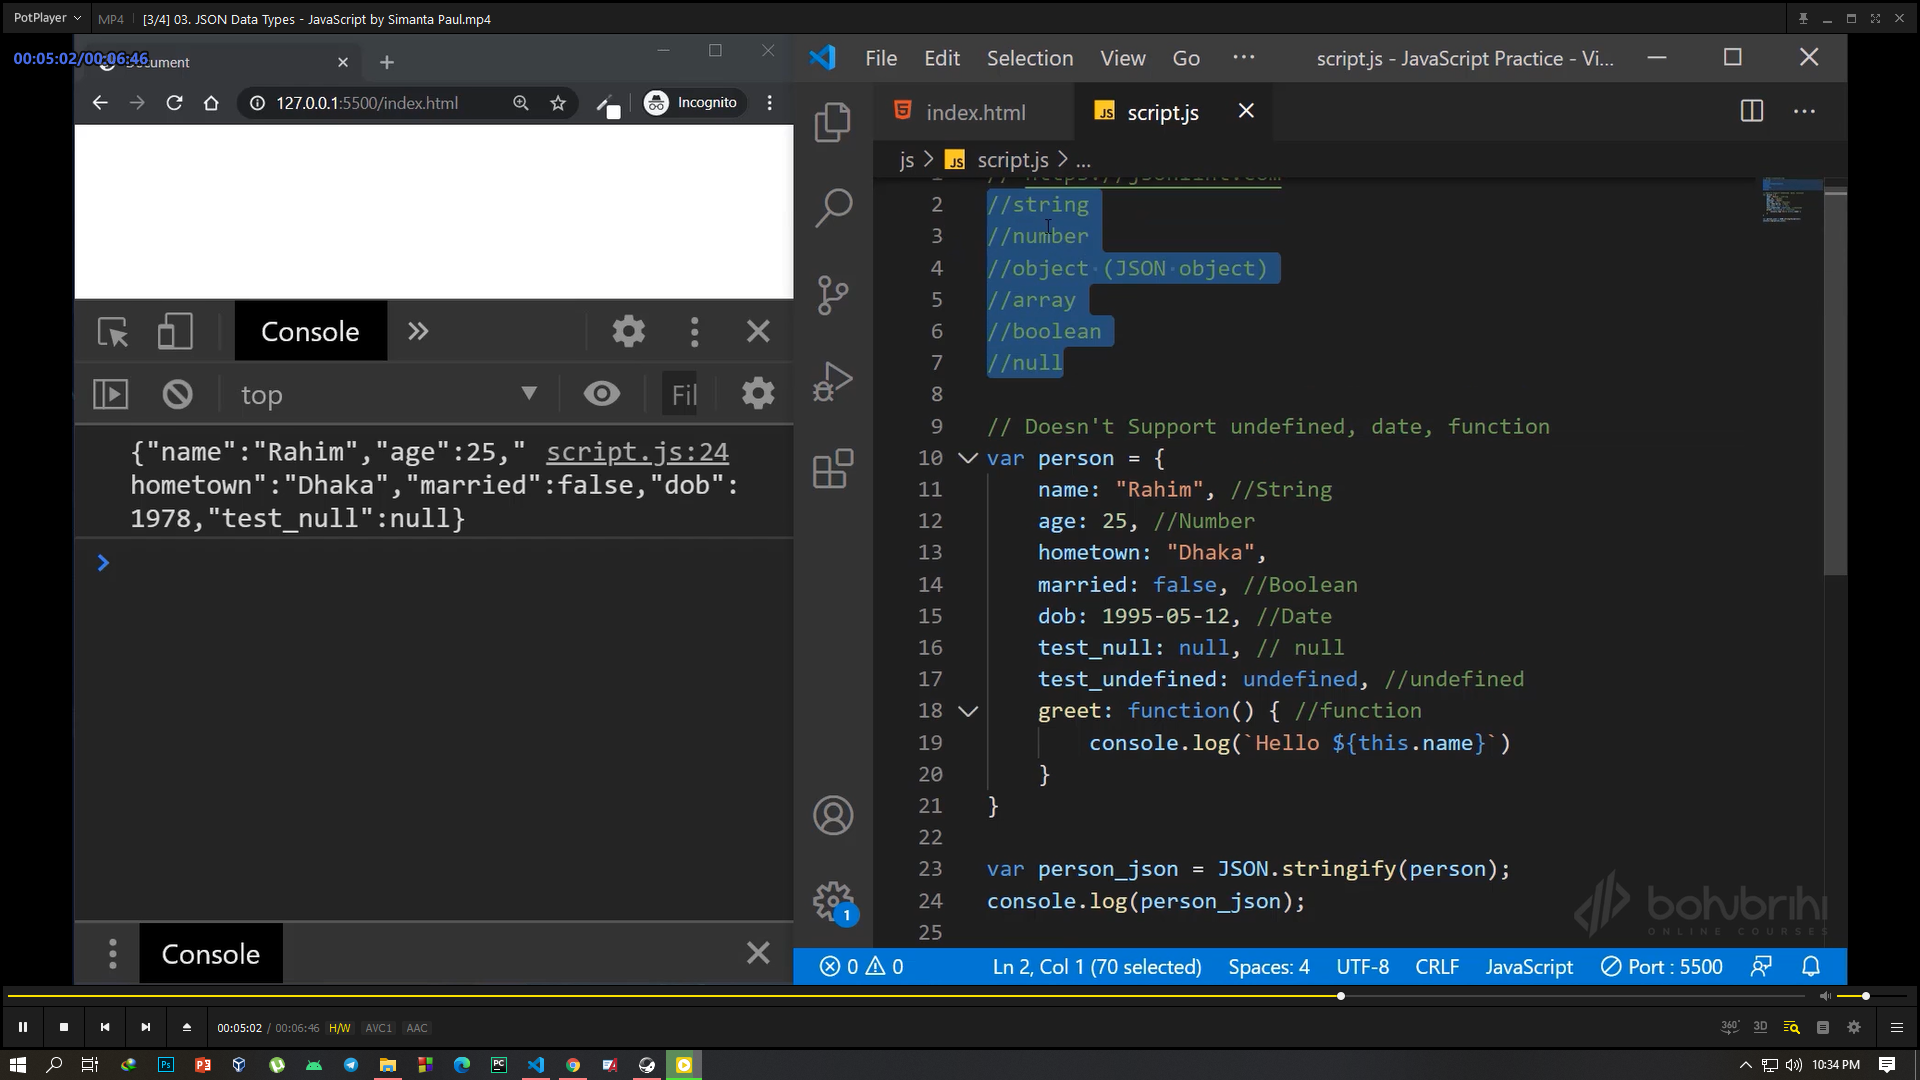 PotPlayer
MP4
[3/4] 03. JSON Data Types - JavaScript by Simanta Paul.mp4
00:05:02/00:06:46
Document
127.0.0.1:5500/index.html
Incognito
Console
top
Fil
{"name":"Rahim","age":25," script.js:24
hometown":"Dhaka","married":false,"dob":
1978,"test_null":null}
Console
File Edit Selection View Go ···
script.js - JavaScript Practice - Vi...
index.html
JS script.js
js > JS script.js > ...
1 // https://jsonlint.com
2 //string
3 //number
4 //object (JSON object)
5 //array
6 //boolean
7 //null
8
9 // Doesn't Support undefined, date, function
10 var person = {
11 name: "Rahim", //String
12 age: 25, //Number
13 hometown: "Dhaka",
14 married: false, //Boolean
15 dob: 1995-05-12, //Date
16 test_null: null, // null
17 test_undefined: undefined, //undefined
18 greet: function() { //function
19 console.log(`Hello ${this.name}`)
20 }
21 }
22
23 var person_json = JSON.stringify(person);
24 console.log(person_json);
25
bohubrihi
ONLINE COURSES
1
0 0
Ln 2, Col 1 (70 selected)
Spaces: 4
UTF-8
CRLF
JavaScript
Port : 5500
00:05:02 / 00:06:46 H/W AVC1 AAC
360°
3D
10:34 PM